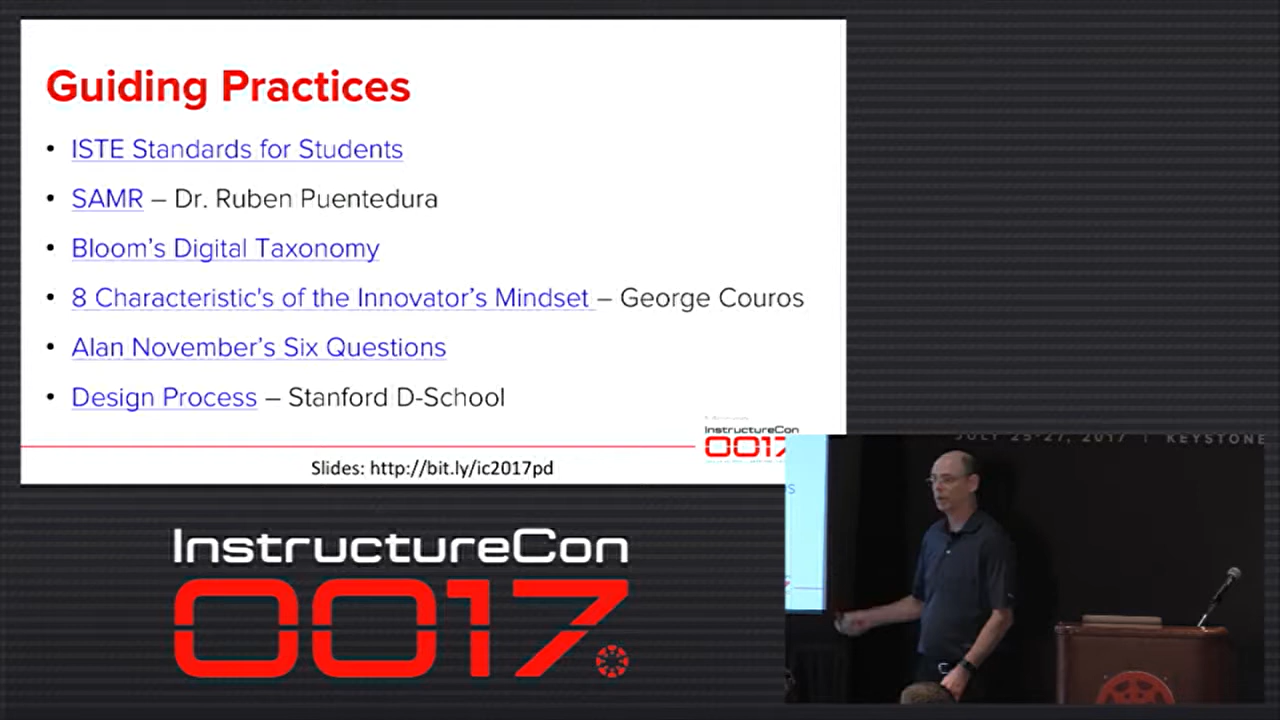 Guiding Practices
• ISTE Standards for Students
• SAMR – Dr. Ruben Puentedura
• Bloom's Digital Taxonomy
• 8 Characteristic's of the Innovator's Mindset – George Couros
• Alan November's Six Questions
• Design Process – Stanford D-School
InstructureCon
0017
Slides: http://bit.ly/ic2017pd
JULY 25-27, 2017 | KEYSTONE
InstructureCon
0017